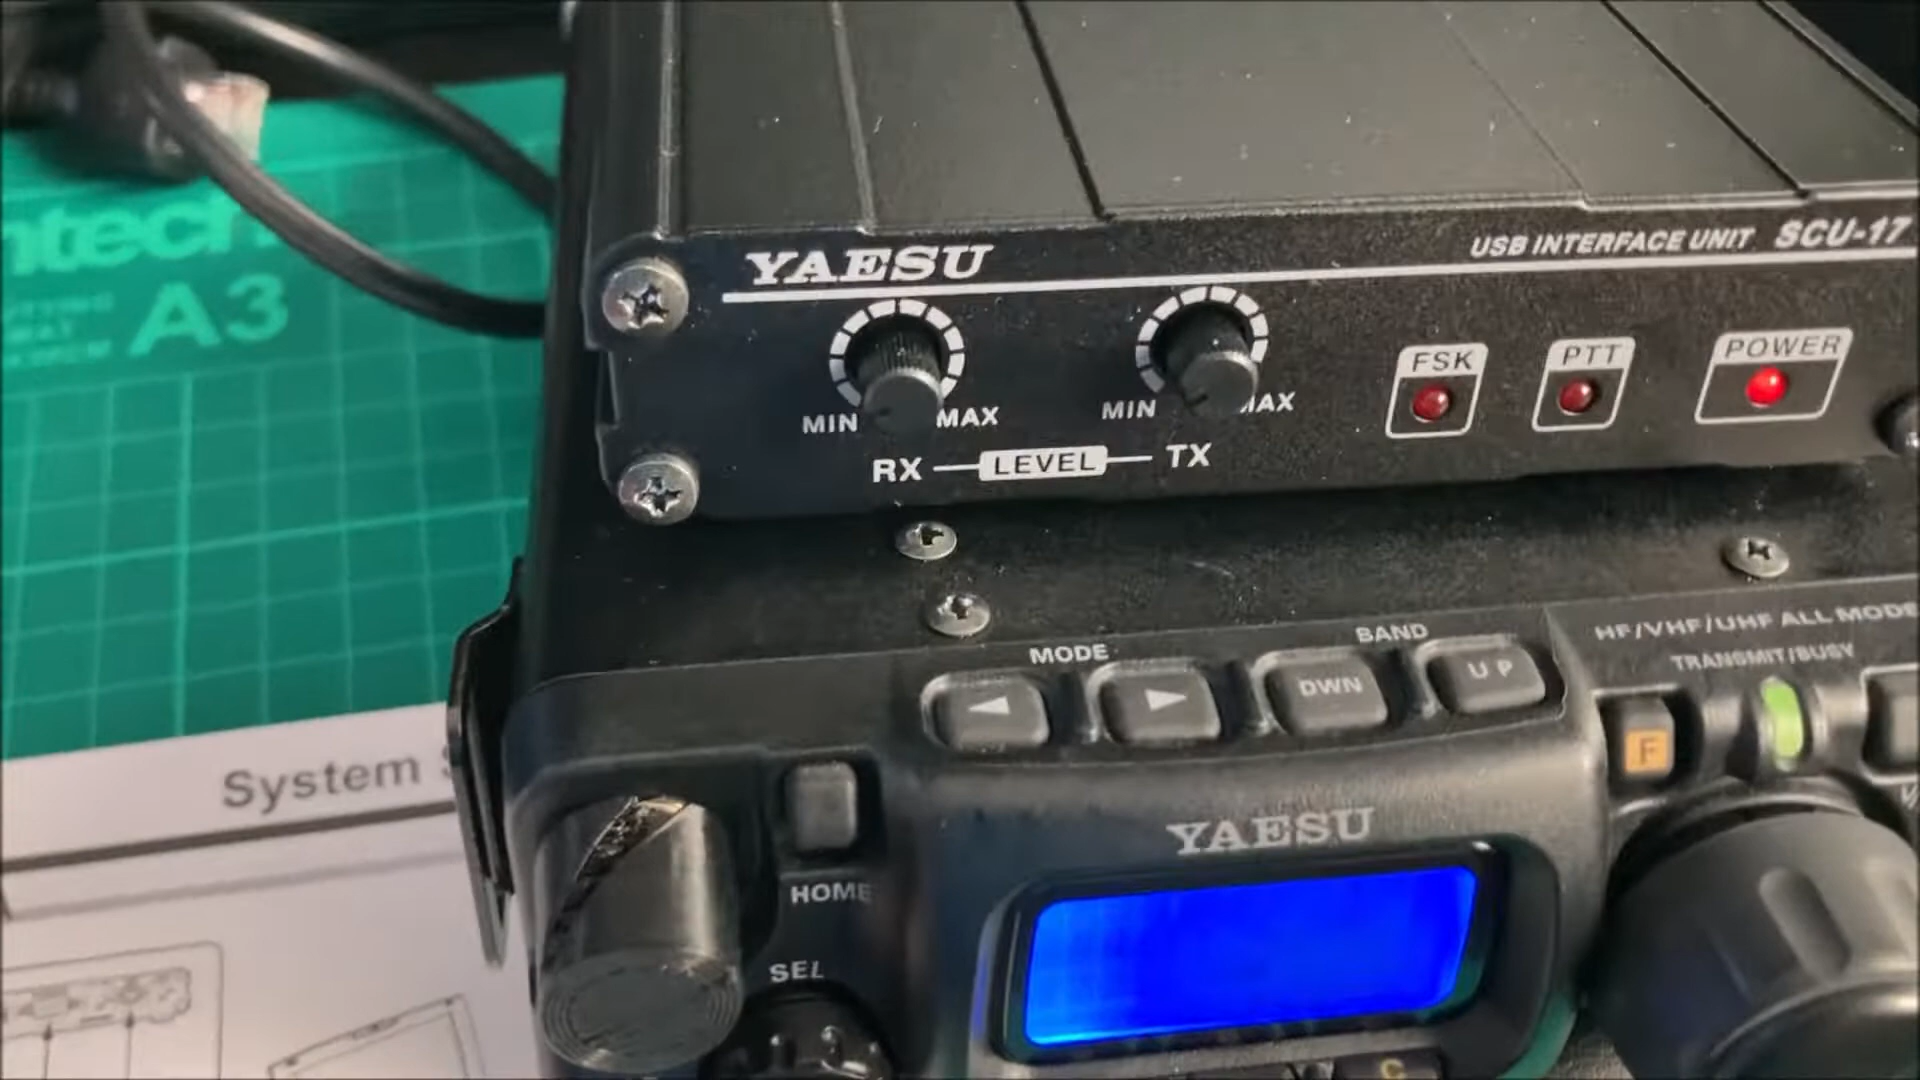 YAESU
USB INTERFACE UNIT SCU-17
MIN MAX
MIN
RX LEVEL TX
FSK
PTT
POWER
A3
HF/VHF/UHF ALL MODE
TRANSMIT/BUSY
MODE
BAND
DWN
UP
F
YAESU
HOME
SEL
System
C